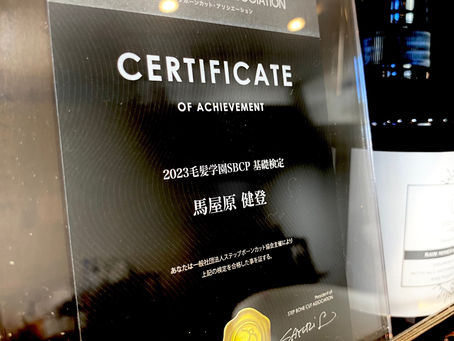 OCIATION
プボーンカット・アソシエーション
CERTIFICATE
OF ACHIEVEMENT
2023毛髪学園SBCP 基礎検定
馬屋原 健登
あなたは一般社団法人ステップボーンカット協会主催により
上記の検定を合格した事を証する。
STEP BONE CUT ASSOCIATION